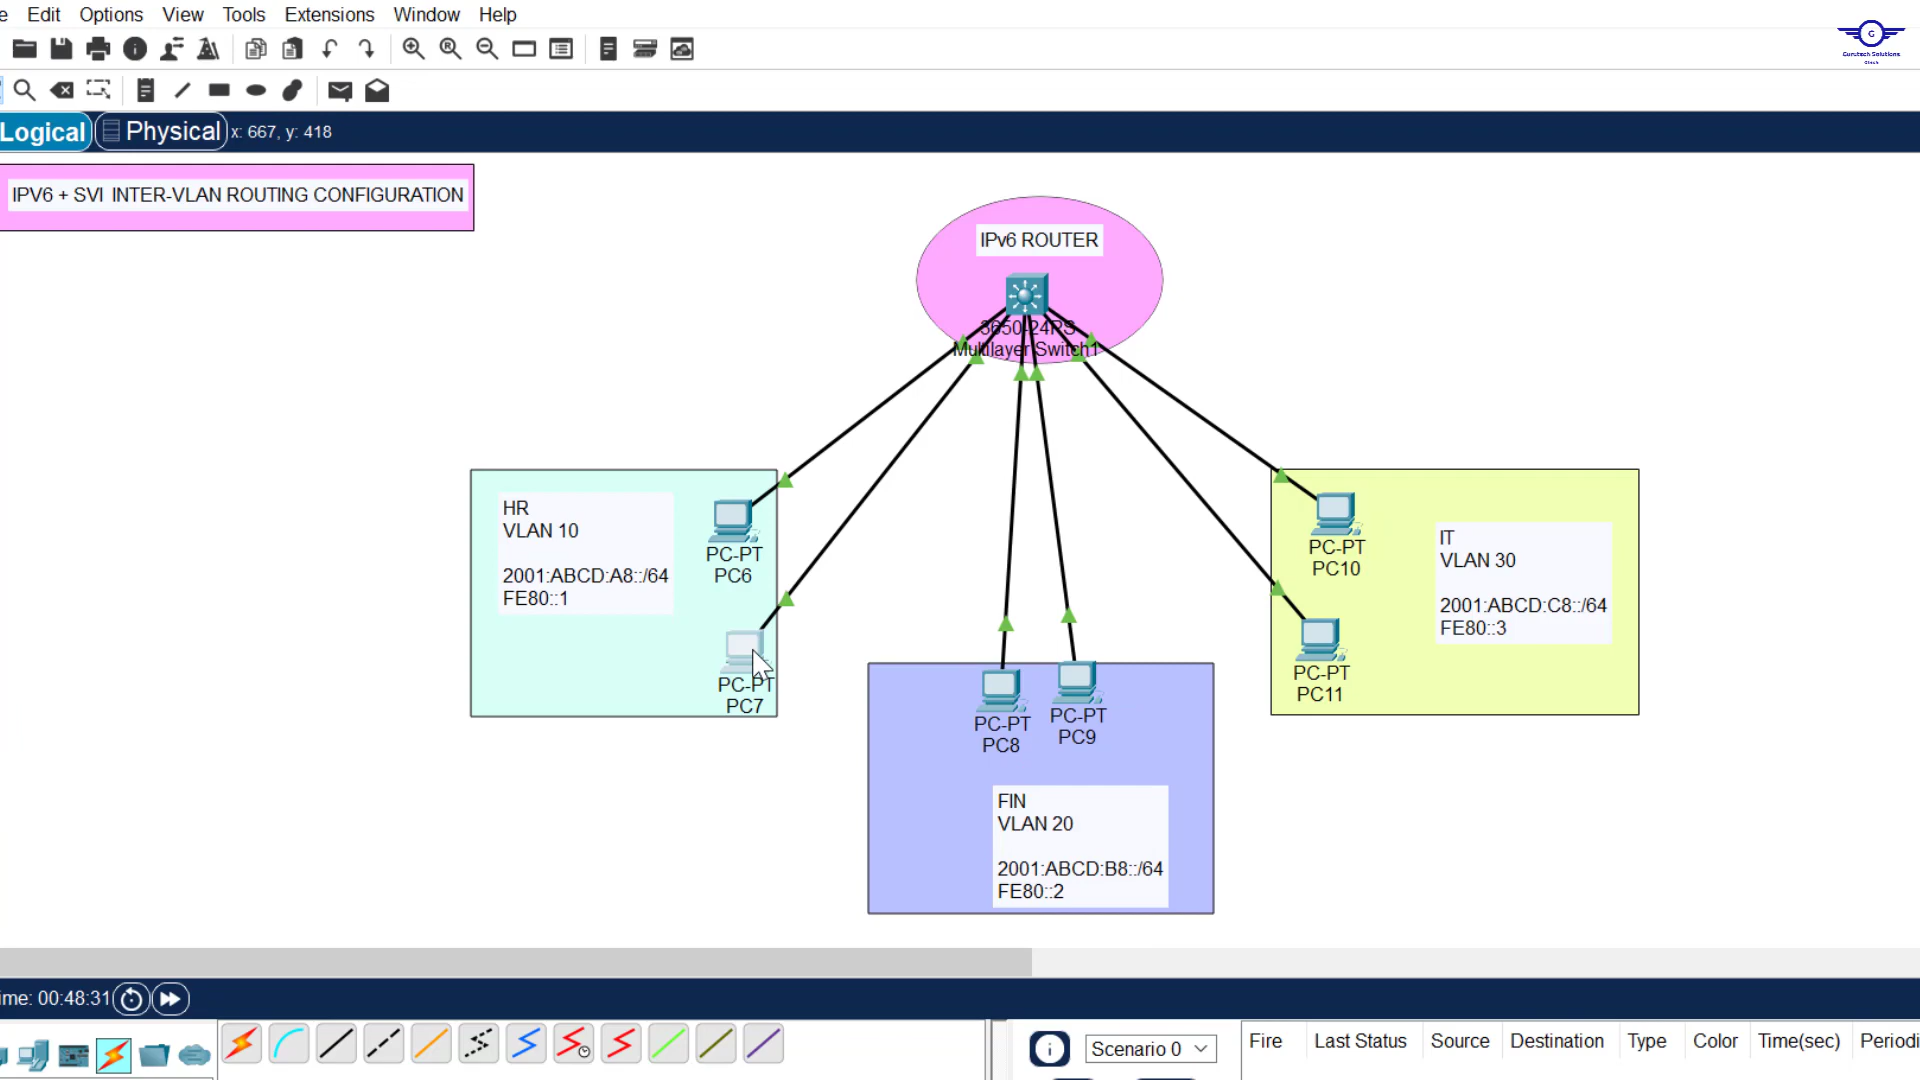 e Edit Options View Tools Extensions Window Help
G
Gurutech Solutions
Logical Physical x: 667, y: 418
IPV6 + SVI INTER-VLAN ROUTING CONFIGURATION
IPv6 ROUTER
3650-24PS
Multilayer Switch1
HR
VLAN 10
2001:ABCD:A8::/64
FE80::1
PC-PT
PC6
PC-PT
PC7
PC-PT
PC8
PC-PT
PC9
FIN
VLAN 20
2001:ABCD:B8::/64
FE80::2
PC-PT
PC10
PC-PT
PC11
IT
VLAN 30
2001:ABCD:C8::/64
FE80::3
ime: 00:48:31
Scenario 0
Fire Last Status Source Destination Type Color Time(sec) Periodi